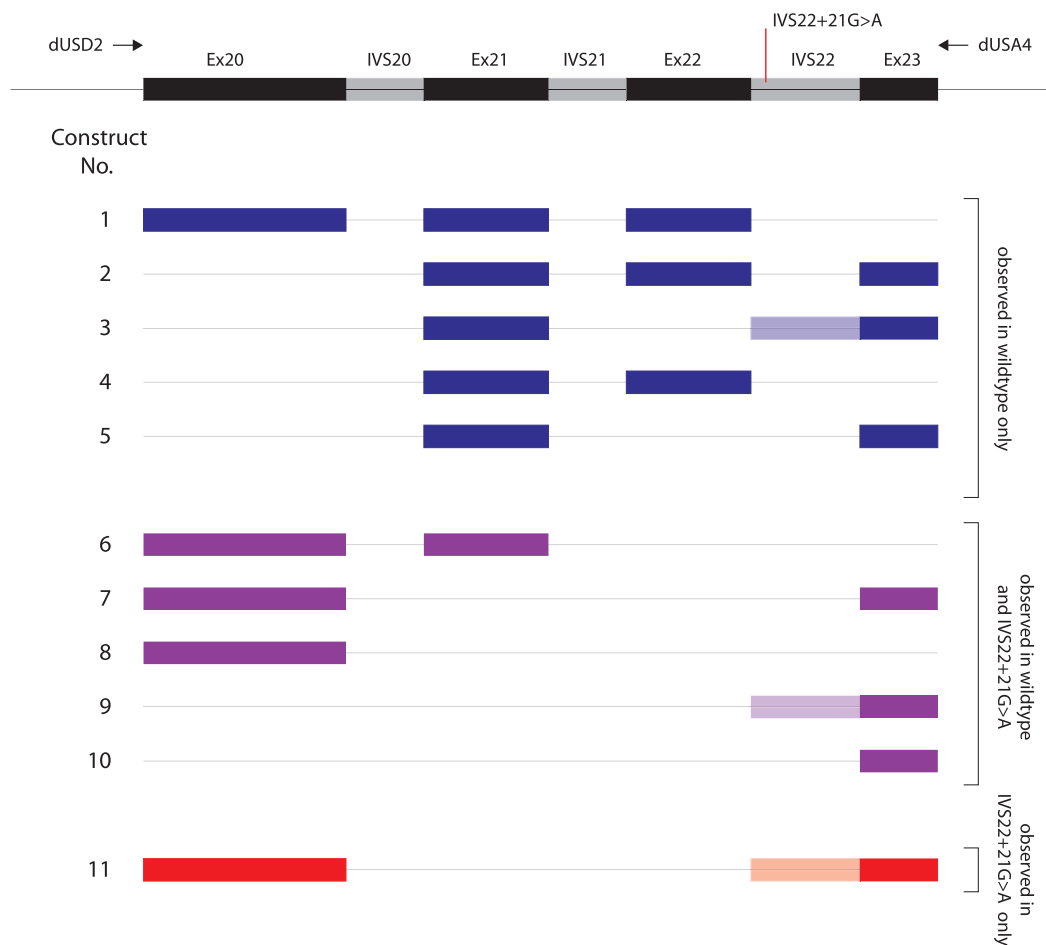 IVS22+21G>A
dUSD2
dUSA4
Ex20
IVS20
Ex21
IVS21
Ex22
IVS22
Ex23
Construct
No.
1
2
3
4
5
observed in wildtype only
6
7
8
9
10
observed in wildtype
and IVS22+21G>A
11
observed in
IVS22+21G>A only